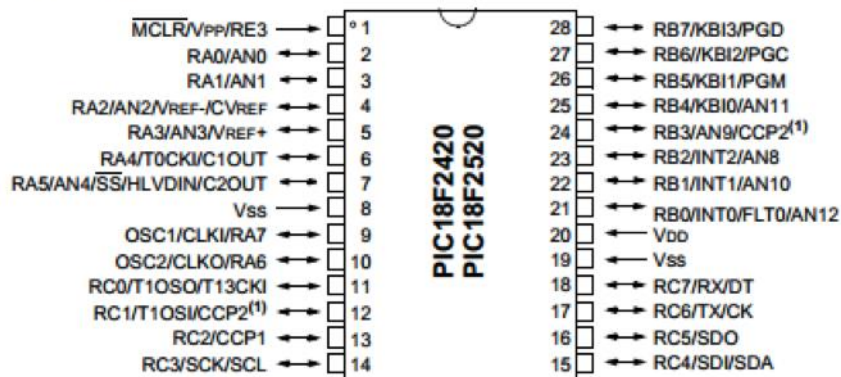 MCLR/VPP/RE3 1
RA0/AN0 2
RA1/AN1 3
RA2/AN2/VREF-/CVREF 4
RA3/AN3/VREF+ 5
RA4/T0CKI/C1OUT 6
RA5/AN4/SS/HLVDIN/C2OUT 7
VSS 8
OSC1/CLKI/RA7 9
OSC2/CLKO/RA6 10
RC0/T1OSO/T13CKI 11
RC1/T1OSI/CCP2(1) 12
RC2/CCP1 13
RC3/SCK/SCL 14
PIC18F2420
PIC18F2520
28 RB7/KBI3/PGD
27 RB6//KBI2/PGC
26 RB5/KBI1/PGM
25 RB4/KBI0/AN11
24 RB3/AN9/CCP2(1)
23 RB2/INT2/AN8
22 RB1/INT1/AN10
21 RB0/INT0/FLT0/AN12
20 VDD
19 VSS
18 RC7/RX/DT
17 RC6/TX/CK
16 RC5/SDO
15 RC4/SDI/SDA